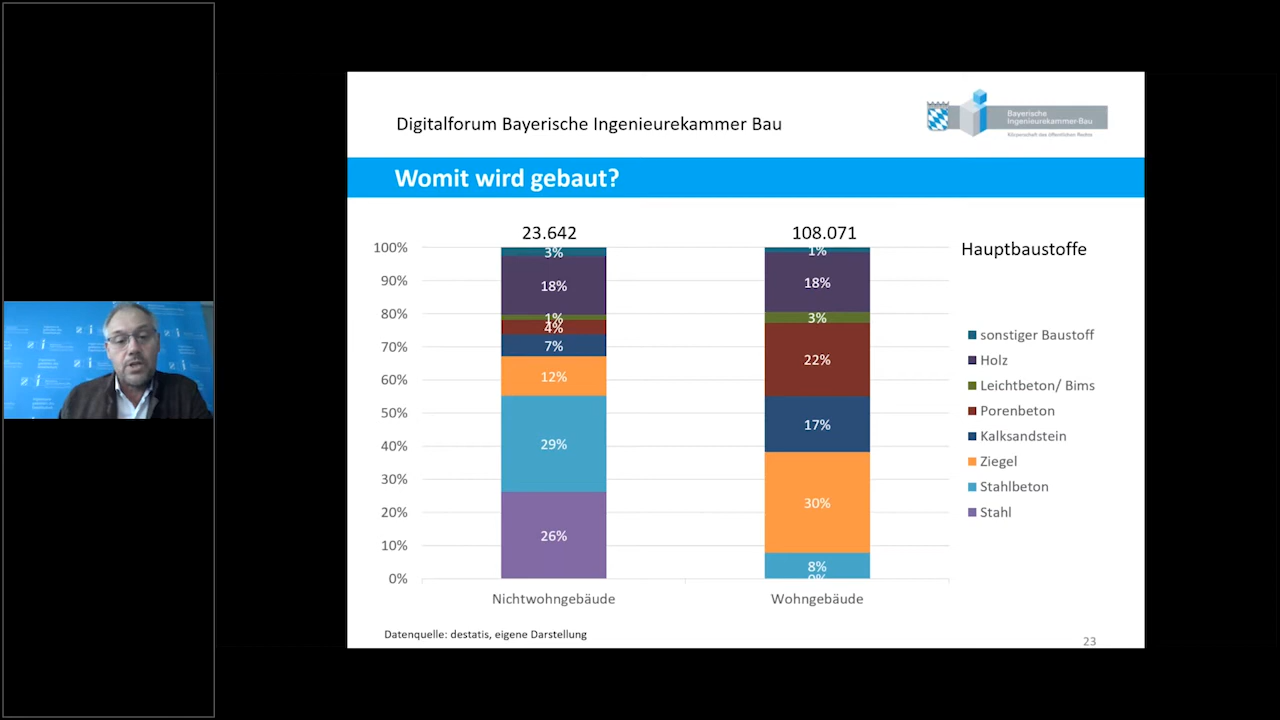 Digitalforum Bayerische Ingenieurekammer Bau
Bayerische
Ingenieurekammer-Bau
Körperschaft des öffentlichen Rechts
Womit wird gebaut?
23.642
108.071
Hauptbaustoffe
100%
90%
80%
70%
60%
50%
40%
30%
20%
10%
0%
3%
18%
1%
4%
7%
12%
29%
26%
1%
18%
3%
22%
17%
30%
8%
0%
sonstiger Baustoff
Holz
Leichtbeton/ Bims
Porenbeton
Kalksandstein
Ziegel
Stahlbeton
Stahl
Nichtwohngebäude
Wohngebäude
Datenquelle: destatis, eigene Darstellung
23